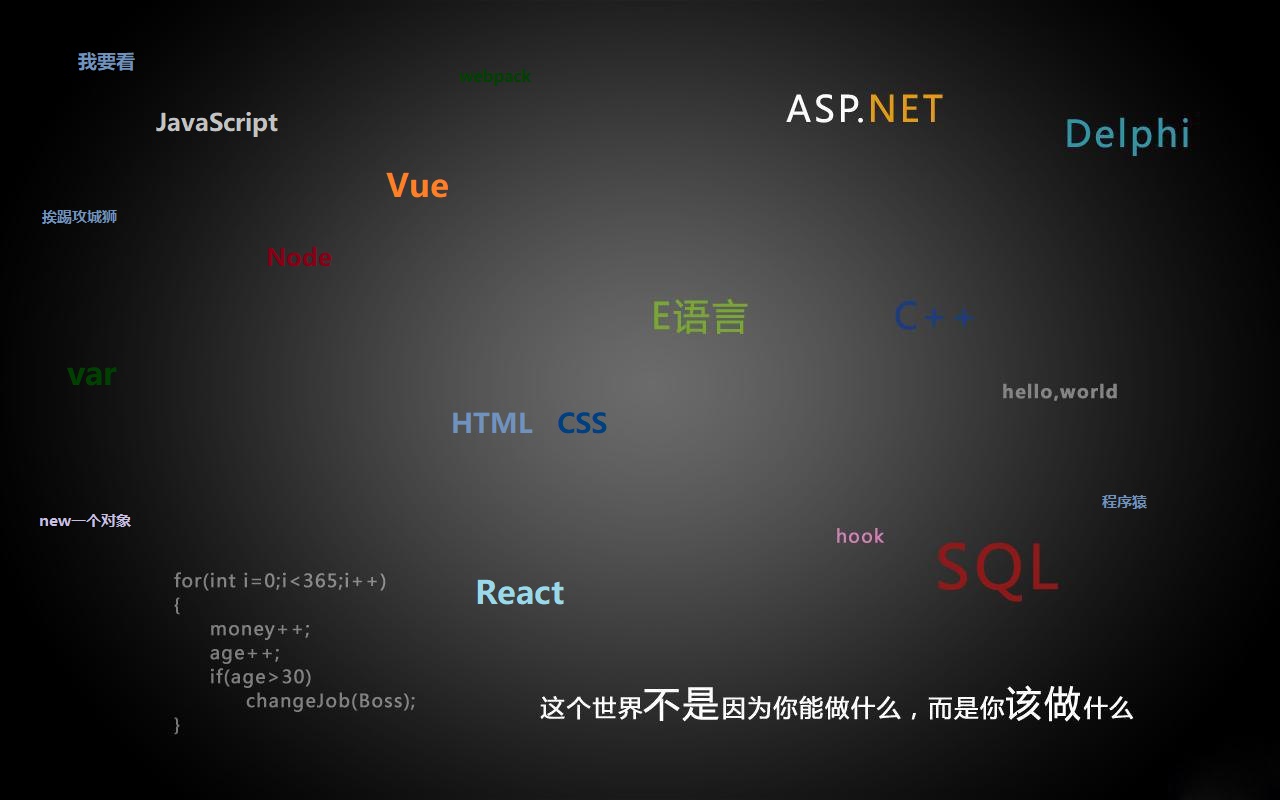 我要看
webpack
ASP.NET
JavaScript
Delphi
Vue
挨踢攻城狮
Node
E语言
C++
var
hello,world
HTML CSS
程序猿
new一个对象
hook
SQL
for(int i=0;i<365;i++)
{
money++;
age++;
if(age>30)
changeJob(Boss);
}
React
这个世界不是因为你能做什么，而是你该做什么